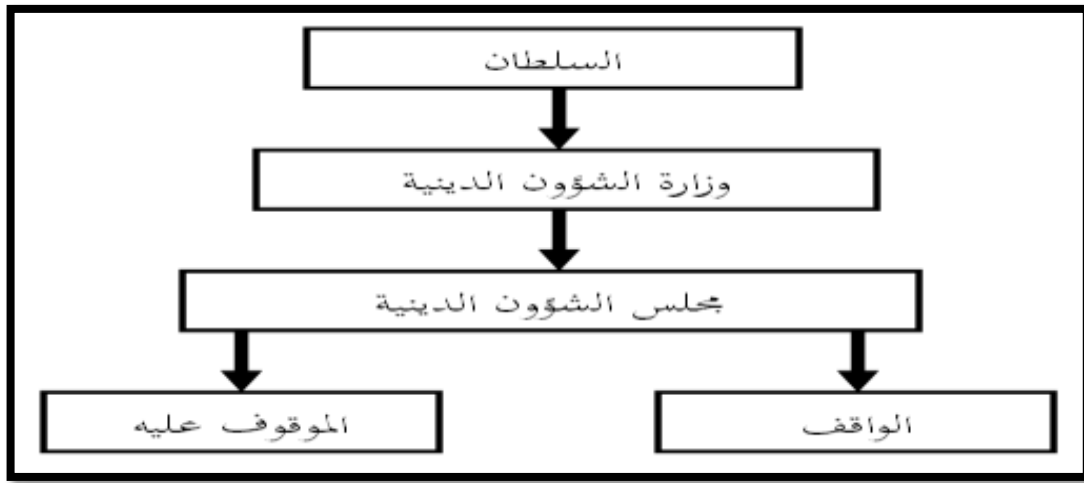 السلطان
وزارة الشؤون الدينية
مجلس الشؤون الدينية
الواقف
الموقوف عليه